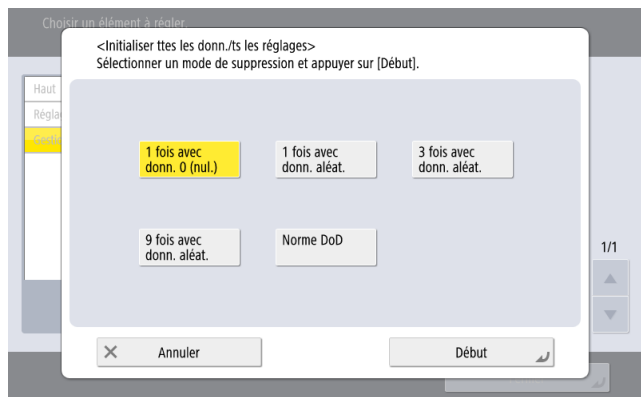 Choisir un élément à régler.
<Initialiser ttes les donn./ts les réglages>
Sélectionner un mode de suppression et appuyer sur [Début].
Haut
1 fois avec
donn. 0 (nul.)
1 fois avec
donn. aléat.
3 fois avec
donn. aléat.
9 fois avec
donn. aléat.
Norme DoD
1/1
Annuler
Début